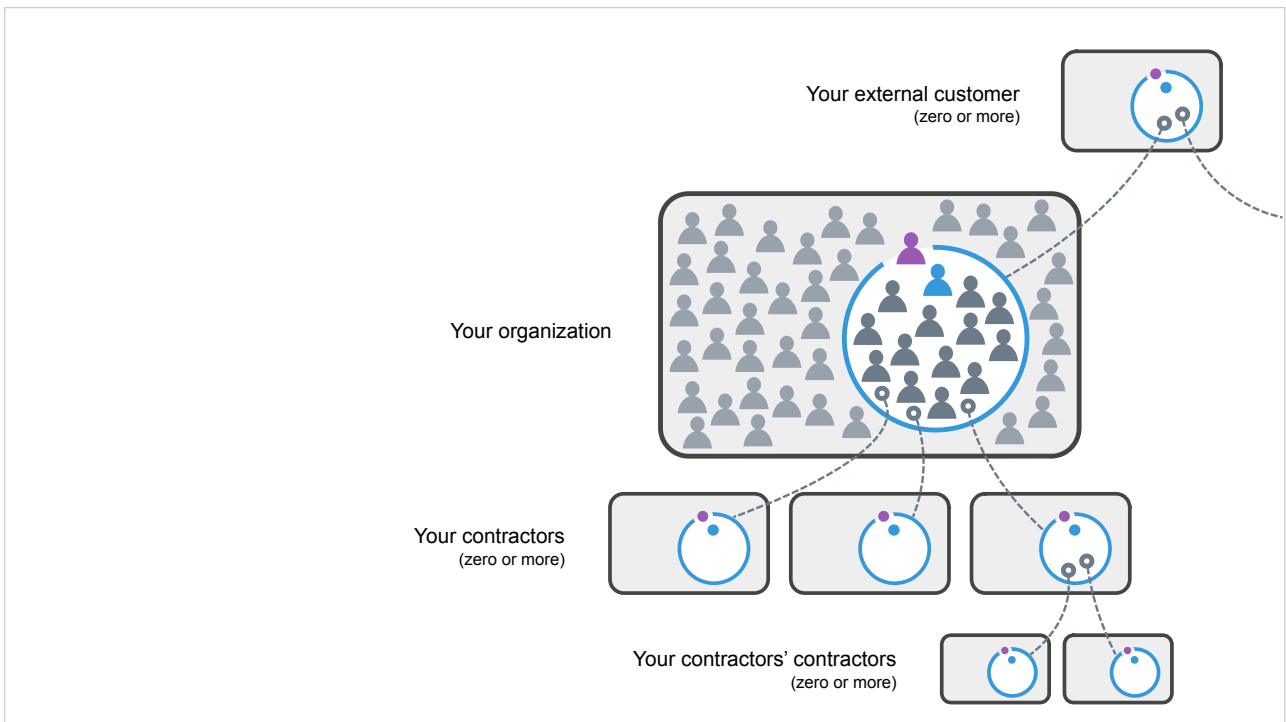 Your external customer
(zero or more)
Your organization
Your contractors
(zero or more)
Your contractors’ contractors
(zero or more)